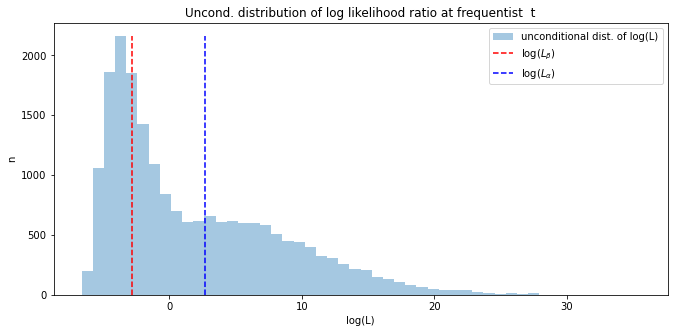 Uncond. distribution of log likelihood ratio at frequentist  t
unconditional dist. of log(L)
log(L_β)
log(L_α)
n
2000
1500
1000
500
0
0 10 20 30
log(L)